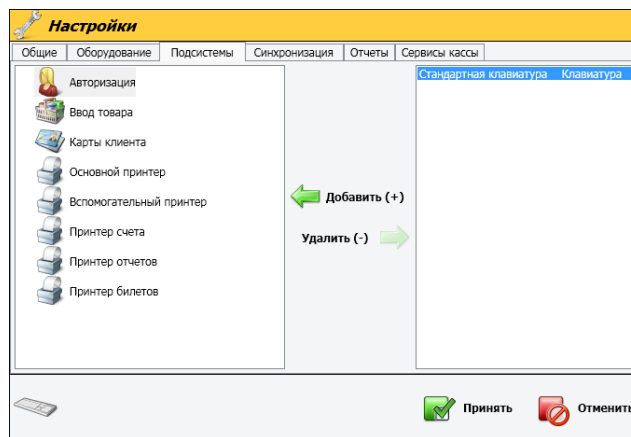 Настройки
Общие Оборудование Подсистемы Синхронизация Отчеты Сервисы кассы
Авторизация
Стандартная клавиатура Клавиатура
Ввод товара
Карты клиента
Основной принтер
Вспомогательный принтер
Добавить (+)
Принтер счета
Удалить (-)
Принтер отчетов
Принтер билетов
Принять
Отменить